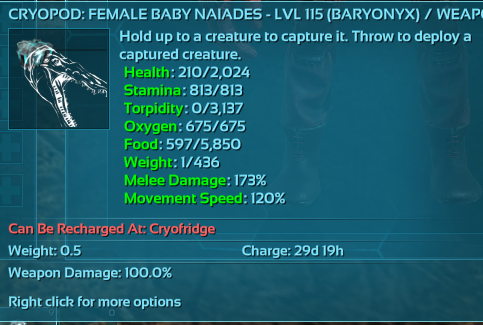 CRYOPOD: FEMALE BABY NAIADES - LVL 115 (BARYONYX) / WEAP
Hold up to a creature to capture it. Throw to deploy a
captured creature.
Health: 210/2,024
Stamina: 813/813
Torpidity: 0/3,137
Oxygen: 675/675
Food: 597/5,850
Weight: 1/436
Melee Damage: 173%
Movement Speed: 120%
Can Be Recharged At: Cryofridge
Weight: 0.5 Charge: 29d 19h
Weapon Damage: 100.0%
Right click for more options